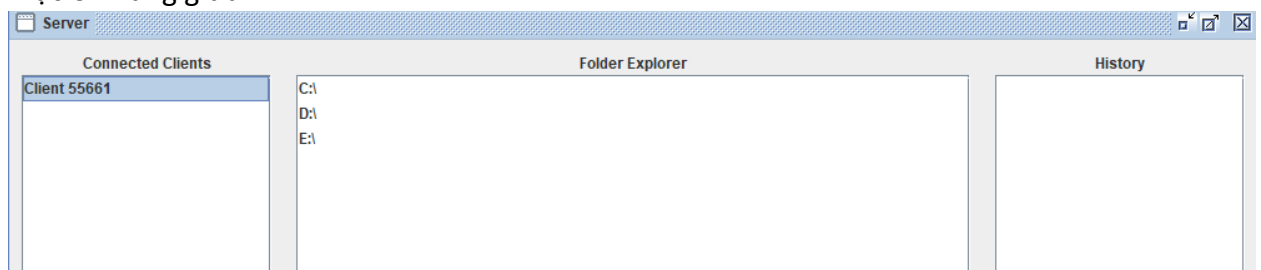 Server
Connected Clients
Folder Explorer
History
Client 55661
C:\
D:\
E:\